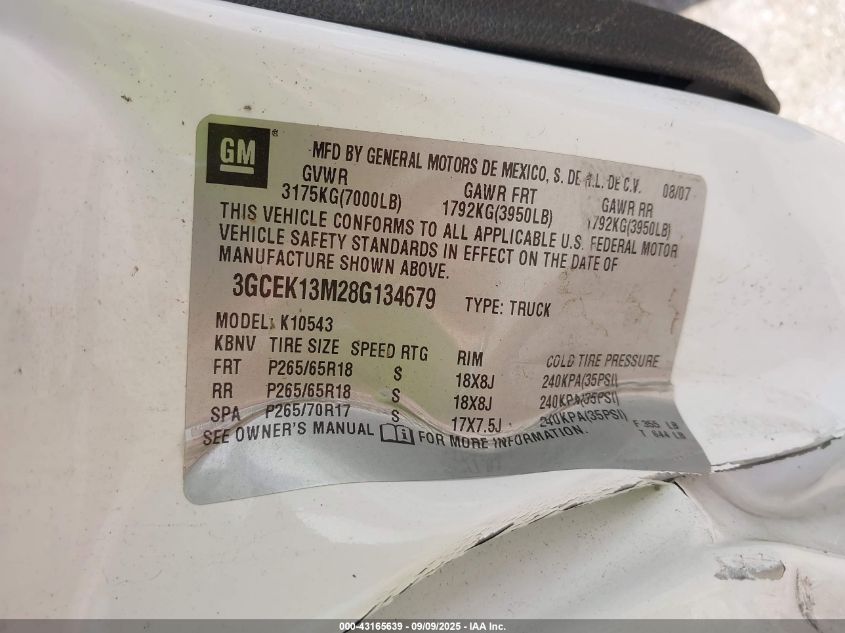 GM ® MFD BY GENERAL MOTORS DE MEXICO, S. DE R.L. DE C.V. 08/07
GVWR GAWR FRT GAWR RR
3175KG(7000LB) 1792KG(3950LB) 1792KG(3950LB)
THIS VEHICLE CONFORMS TO ALL APPLICABLE U.S. FEDERAL MOTOR
VEHICLE SAFETY STANDARDS IN EFFECT ON THE DATE OF
MANUFACTURE SHOWN ABOVE.
3GCEK13M28G134679 TYPE: TRUCK
MODEL: K10543
KBNV TIRE SIZE SPEED RTG RIM COLD TIRE PRESSURE
FRT P265/65R18 S 18X8J 240KPA(35PSI)
RR P265/65R18 S 18X8J 240KPA(35PSI)
SPA P265/70R17 S 17X7.5J 240KPA(35PSI)
SEE OWNER'S MANUAL FOR MORE INFORMATION.
F 355 LB
T 644 LB
000-43165639 - 09/09/2025 - IAA Inc.